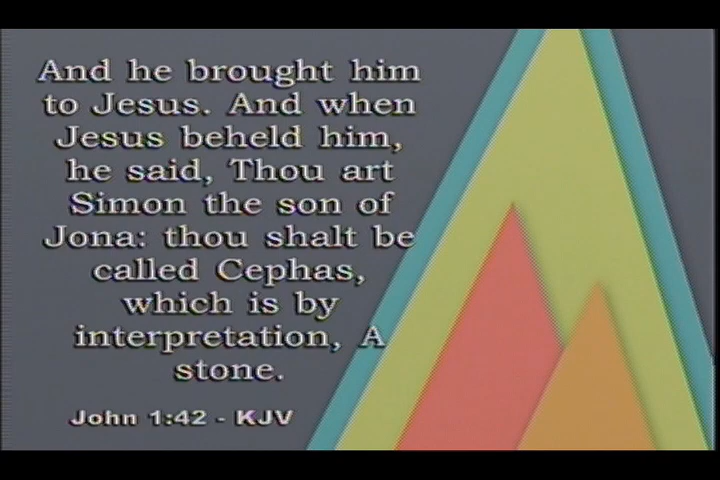 And he brought him
to Jesus. And when
Jesus beheld him,
he said, Thou art
Simon the son of
Jona: thou shalt be
called Cephas,
which is by
interpretation, A
stone.
John 1:42 - KJV